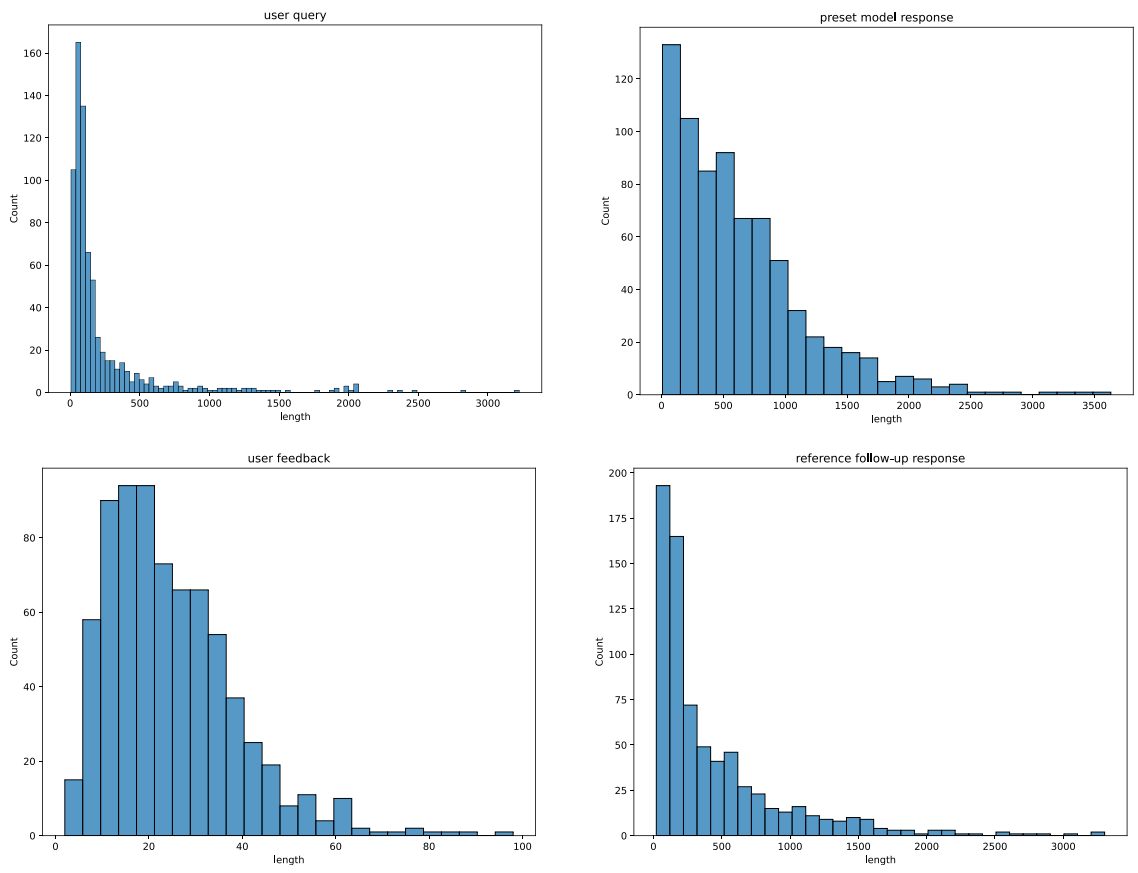 user query
Count
160
140
120
100
80
60
40
20
0
0 500 1000 1500 2000 2500 3000
length
preset model response
Count
120
100
80
60
40
20
0
0 500 1000 1500 2000 2500 3000 3500
length
user feedback
Count
80
60
40
20
0
0 20 40 60 80 100
length
reference follow-up response
Count
200
175
150
125
100
75
50
25
0
0 500 1000 1500 2000 2500 3000
length